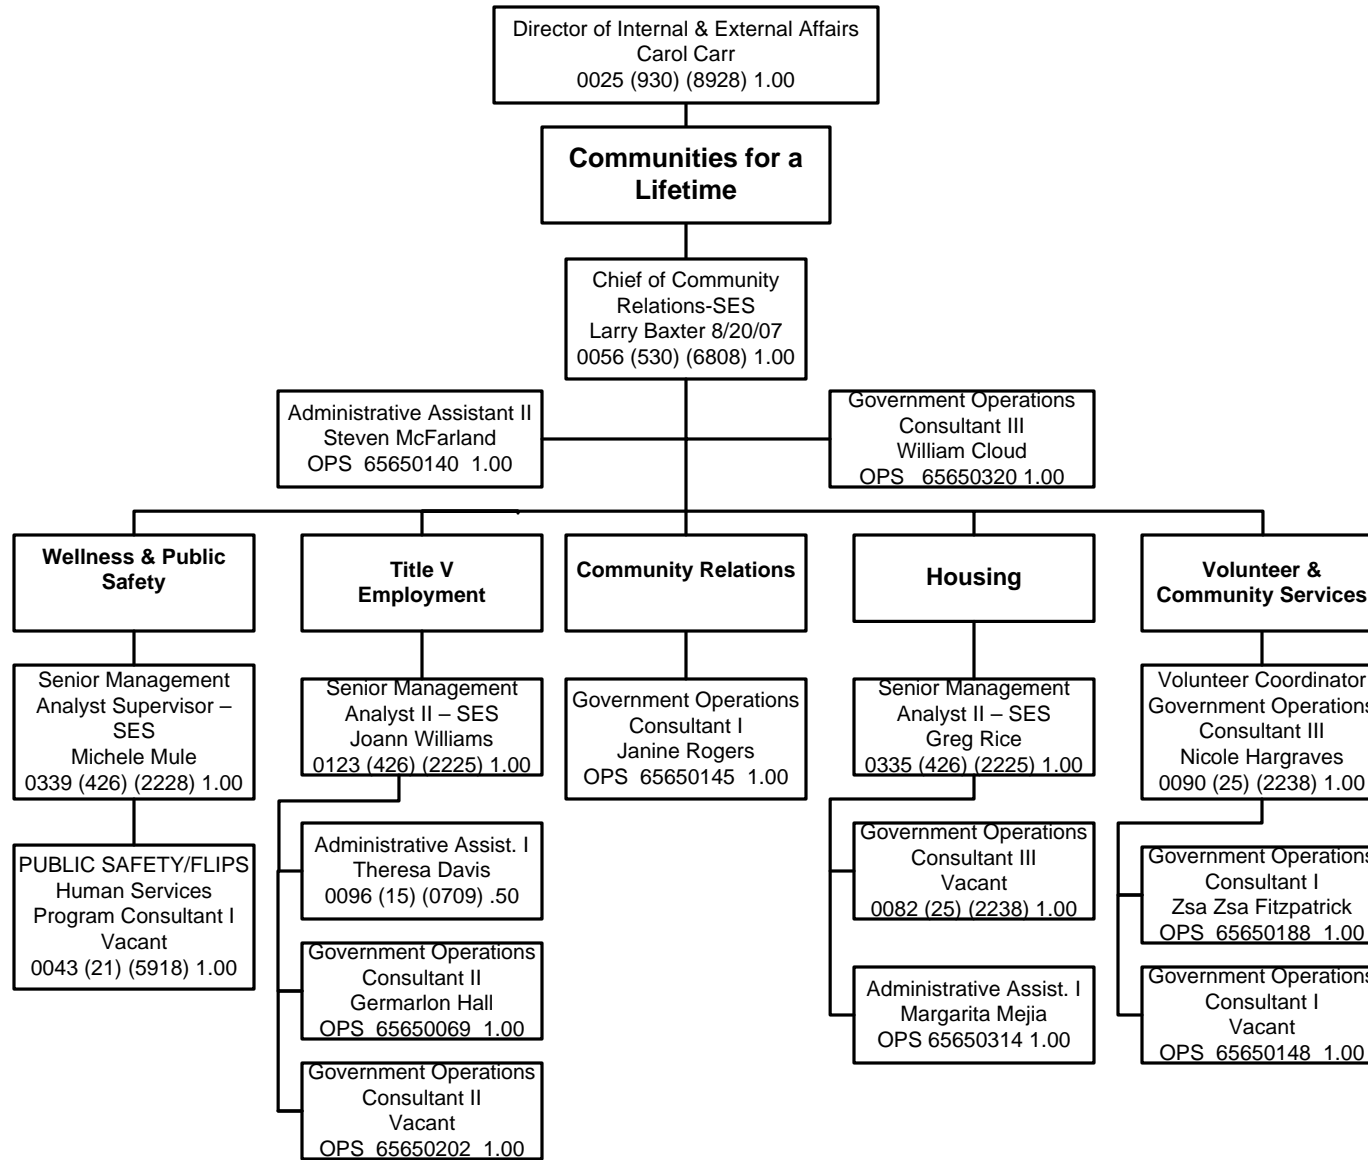 Director of Internal & External Affairs
Carol Carr
0025 (930) (8928) 1.00
Communities for a
Lifetime
Chief of Community
Relations-SES
Larry Baxter 8/20/07
0056 (530) (6808) 1.00
Administrative Assistant II
Steven McFarland
OPS  65650140  1.00
Government Operations
Consultant III
William Cloud
OPS   65650320 1.00
Wellness & Public
Safety
Senior Management
Analyst Supervisor –
SES
Michele Mule
0339 (426) (2228) 1.00
PUBLIC SAFETY/FLIPS
Human Services
Program Consultant I
Vacant
0043 (21) (5918) 1.00
Title V
Employment
Senior Management
Analyst II – SES
Joann Williams
0123 (426) (2225) 1.00
Administrative Assist. I
Theresa Davis
0096 (15) (0709) .50
Government Operations
Consultant II
Germarlon Hall
OPS  65650069  1.00
Government Operations
Consultant II
Vacant
OPS  65650202  1.00
Community Relations
Government Operations
Consultant I
Janine Rogers
OPS  65650145  1.00
Housing
Senior Management
Analyst II – SES
Greg Rice
0335 (426) (2225) 1.00
Government Operations
Consultant III
Vacant
0082 (25) (2238) 1.00
Administrative Assist. I
Margarita Mejia
OPS 65650314 1.00
Volunteer &
Community Services
Volunteer Coordinator
Government Operations
Consultant III
Nicole Hargraves
0090 (25) (2238) 1.00
Government Operations
Consultant I
Zsa Zsa Fitzpatrick
OPS  65650188  1.00
Government Operations
Consultant I
Vacant
OPS  65650148  1.00